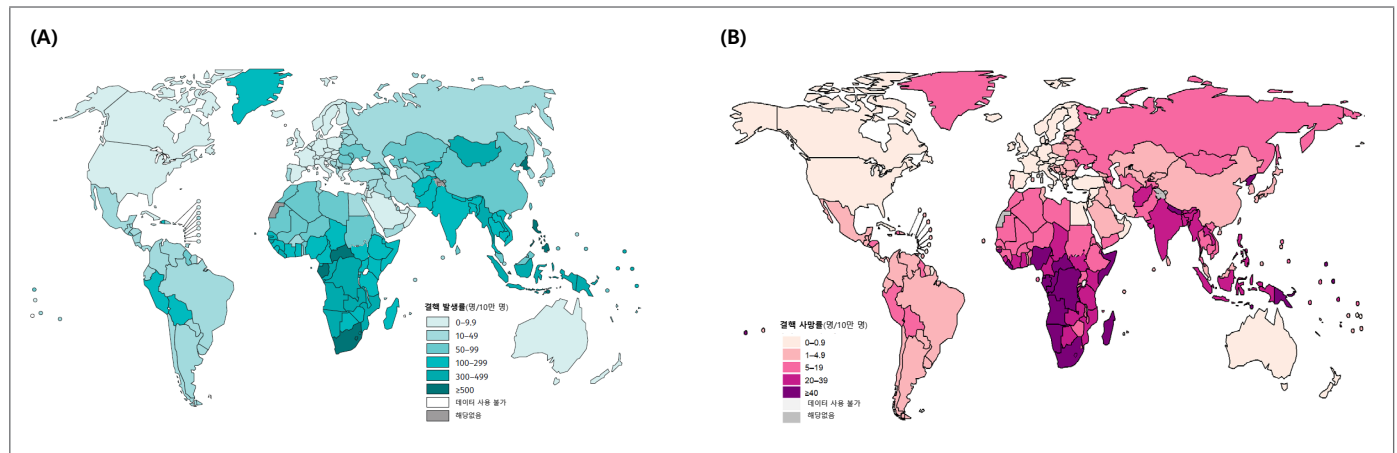 (A)
(B)
결핵 발생률(명/10만 명)
0–9.9
10–49
50–99
100–299
300–499
≥500
데이터 사용 불가
해당없음
결핵 사망률(명/10만 명)
0–0.9
1–4.9
5–19
20–39
≥40
데이터 사용 불가
해당없음